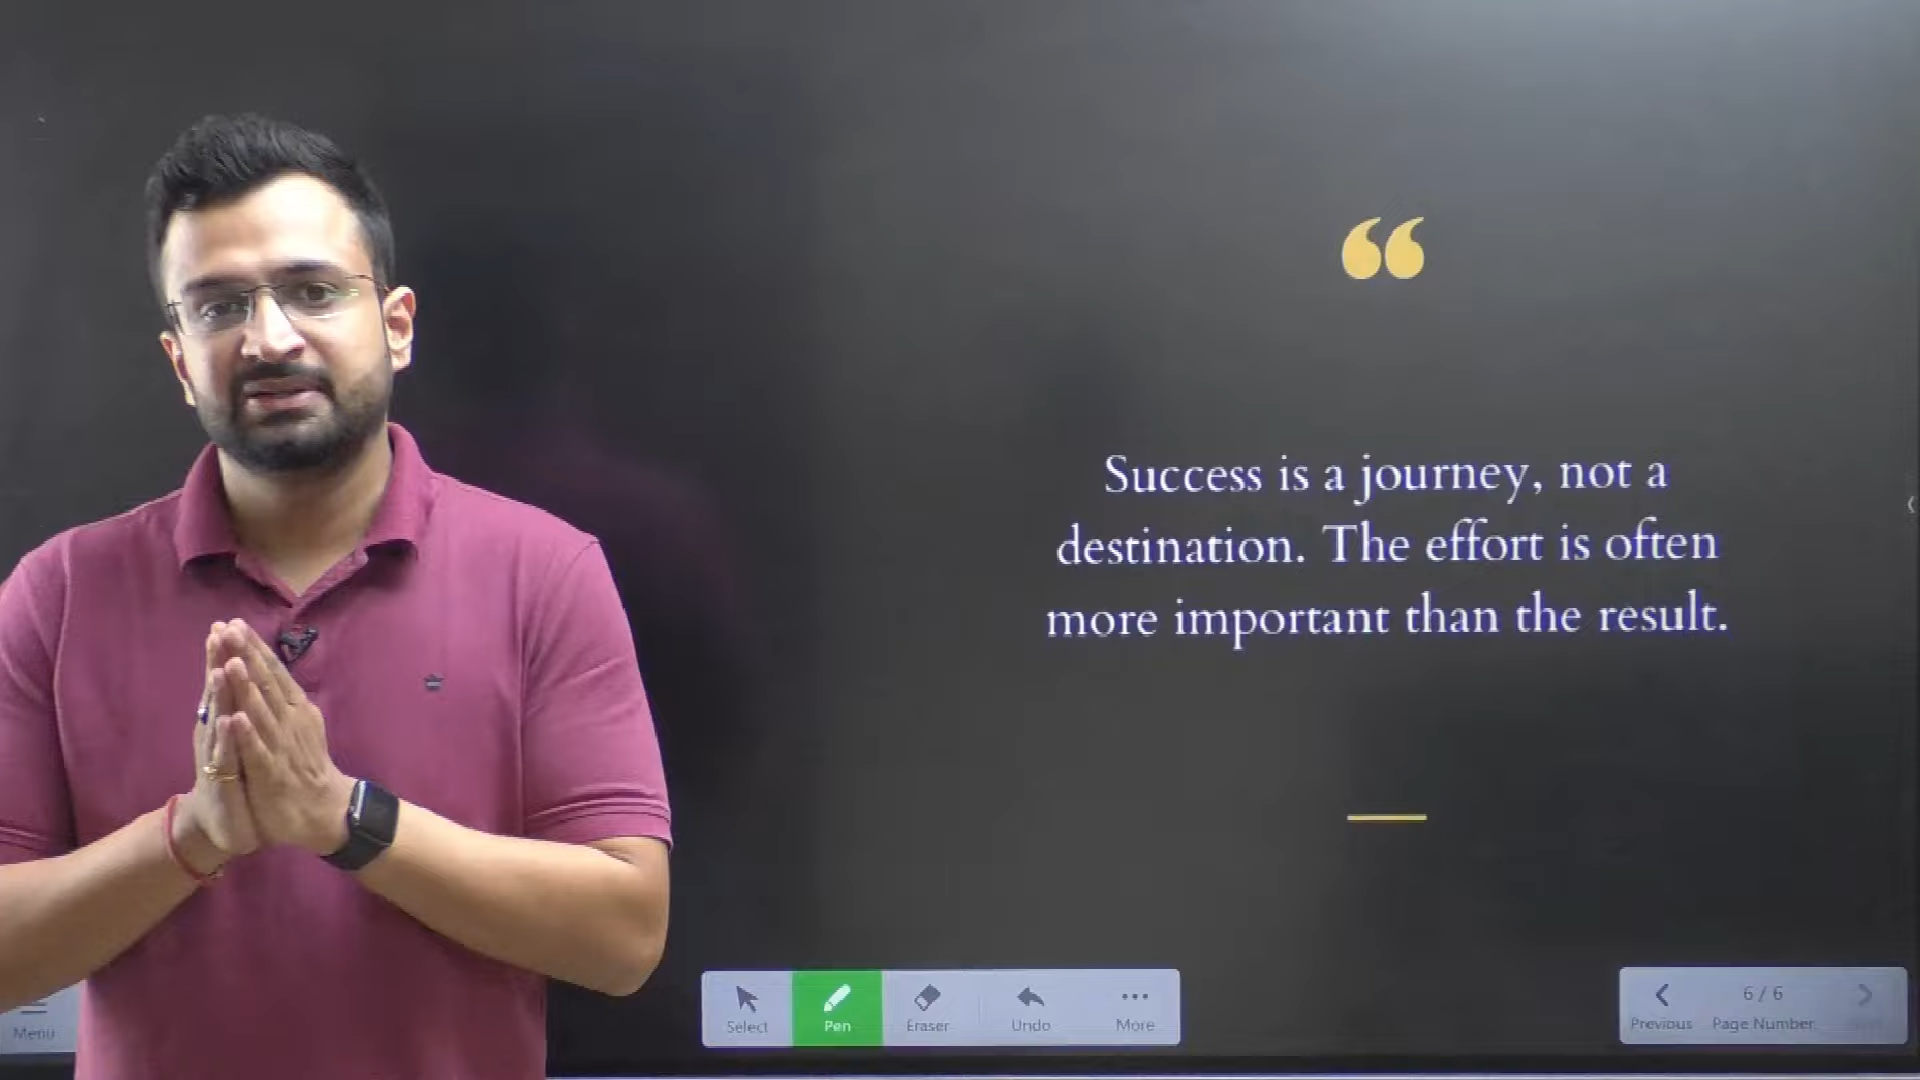 Success is a journey, not a
destination. The effort is often
more important than the result.
Menu
Select
Pen
Eraser
Undo
More
Previous
6 / 6
Page Number